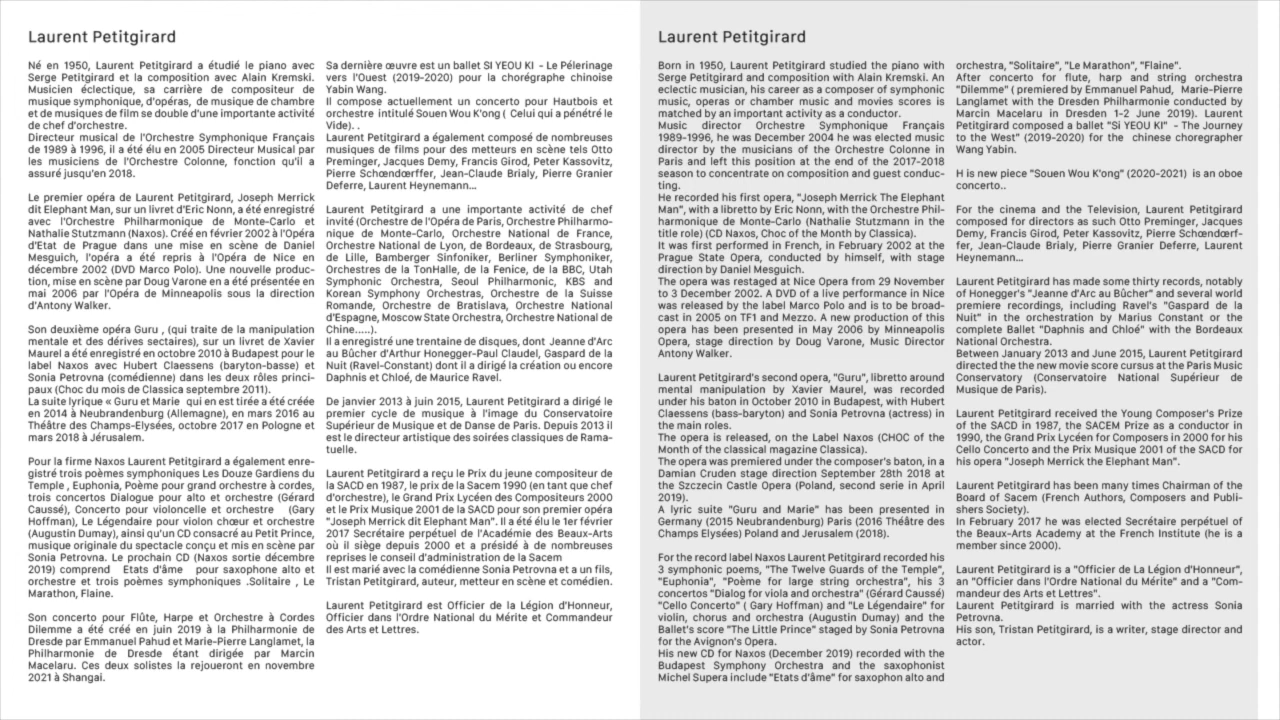 Laurent Petitgirard
Né en 1950, Laurent Petitgirard a étudié le piano avec
Serge Petitgirard et la composition avec Alain Kremski.
Musicien éclectique, sa carrière de compositeur de
musique symphonique, d'opéras, de musique de chambre
et de musiques de film se double d'une importante activité
de chef d'orchestre.
Directeur musical de l'Orchestre Symphonique Français
de 1989 à 1996, il a été élu en 2005 Directeur Musical par
les musiciens de l'Orchestre Colonne, fonction qu'il a
assuré jusqu'en 2018.
Le premier opéra de Laurent Petitgirard, Joseph Merrick
dit Elephant Man, sur un livret d'Eric Nonn, a été enregistré
avec l'Orchestre Philharmonique de Monte-Carlo et
Nathalie Stutzmann (Naxos). Créé en février 2002 à l'Opéra
d'Etat de Prague dans une mise en scène de Daniel
Mesguich, l'opéra a été repris à l'Opéra de Nice en
décembre 2002 (DVD Marco Polo). Une nouvelle produc-
tion, mise en scène par Doug Varone en a été présentée en
mai 2006 par l'Opéra de Minneapolis sous la direction
d'Antony Walker.
Son deuxième opéra Guru , (qui traite de la manipulation
mentale et des dérives sectaires), sur un livret de Xavier
Maurel a été enregistré en octobre 2010 à Budapest pour le
label Naxos avec Hubert Claessens (baryton-basse) et
Sonia Petrovna (comédienne) dans les deux rôles princi-
paux (Choc du mois de Classica septembre 2011).
La suite lyrique « Guru et Marie qui en est tirée a été créée
en 2014 à Neubrandenburg (Allemagne), en mars 2016 au
Théâtre des Champs-Elysées, octobre 2017 en Pologne et
mars 2018 à Jérusalem.
Pour la firme Naxos Laurent Petitgirard a également enre-
gistré trois poèmes symphoniques Les Douze Gardiens du
Temple , Euphonia, Poème pour grand orchestre à cordes,
trois concertos Dialogue pour alto et orchestre (Gérard
Caussé), Concerto pour violoncelle et orchestre (Gary
Hoffman), Le Légendaire pour violon chœur et orchestre
(Augustin Dumay), ainsi qu'un CD consacré au Petit Prince,
musique originale du spectacle conçu et mis en scène par
Sonia Petrovna. Le prochain CD (Naxos sortie décembre
2019) comprend Etats d'âme pour saxophone alto et
orchestre et trois poèmes symphoniques .Solitaire , Le
Marathon, Flaine.
Son concerto pour Flûte, Harpe et Orchestre à Cordes
Dilemme a été créé en juin 2019 à la Philharmonie de
Dresde par Emmanuel Pahud et Marie-Pierre Langlamet, la
Philharmonie de Dresde étant dirigée par Marcin
Macelaru. Ces deux solistes la rejoueront en novembre
2021 à Shangai.
Sa dernière œuvre est un ballet SI YEOU KI - Le Pélerinage
vers l'Ouest (2019-2020) pour la chorégraphe chinoise
Yabin Wang.
Il compose actuellement un concerto pour Hautbois et
orchestre intitulé Souen Wou K'ong ( Celui qui a pénétré le
Vide). .
Laurent Petitgirard a également composé de nombreuses
musiques de films pour des metteurs en scène tels Otto
Preminger, Jacques Demy, Francis Girod, Peter Kassovitz,
Pierre Schœndœrffer, Jean-Claude Brialy, Pierre Granier
Deferre, Laurent Heynemann...
Laurent Petitgirard a une importante activité de chef
invité (Orchestre de l'Opéra de Paris, Orchestre Philharmo-
nique de Monte-Carlo, Orchestre National de France,
Orchestre National de Lyon, de Bordeaux, de Strasbourg,
de Lille, Bamberger Sinfoniker, Berliner Symphoniker,
Orchestres de la TonHalle, de la Fenice, de la BBC, Utah
Symphonic Orchestra, Seoul Philharmonic, KBS and
Korean Symphony Orchestras, Orchestre de la Suisse
Romande, Orchestre de Bratislava, Orchestre National
d'Espagne, Moscow State Orchestra, Orchestre National de
Chine.....).
Il a enregistré une trentaine de disques, dont Jeanne d'Arc
au Bûcher d'Arthur Honegger-Paul Claudel, Gaspard de la
Nuit (Ravel-Constant) dont il a dirigé la création ou encore
Daphnis et Chloé, de Maurice Ravel.
De janvier 2013 à juin 2015, Laurent Petitgirard a dirigé le
premier cycle de musique à l'image du Conservatoire
Supérieur de Musique et de Danse de Paris. Depuis 2013 il
est le directeur artistique des soirées classiques de Rama-
tuelle.
Laurent Petitgirard a reçu le Prix du jeune compositeur de
la SACD en 1987, le prix de la Sacem 1990 (en tant que chef
d'orchestre), le Grand Prix Lycéen des Compositeurs 2000
et le Prix Musique 2001 de la SACD pour son premier opéra
"Joseph Merrick dit Elephant Man". Il a été élu le 1er février
2017 Secrétaire perpétuel de l'Académie des Beaux-Arts
où il siège depuis 2000 et a présidé à de nombreuses
reprises le conseil d'administration de la Sacem
Il est marié avec la comédienne Sonia Petrovna et a un fils,
Tristan Petitgirard, auteur, metteur en scène et comédien.
Laurent Petitgirard est Officier de la Légion d'Honneur,
Officier dans l'Ordre National du Mérite et Commandeur
des Arts et Lettres.
Laurent Petitgirard
Born in 1950, Laurent Petitgirard studied the piano with
Serge Petitgirard and composition with Alain Kremski. An
eclectic musician, his career as a composer of symphonic
music, operas or chamber music and movies scores is
matched by an important activity as a conductor.
Music director Orchestre Symphonique Français
1989-1996, he was December 2004 he was elected music
director by the musicians of the Orchestre Colonne in
Paris and left this position at the end of the 2017-2018
season to concentrate on composition and guest conduc-
ting.
He recorded his first opera, "Joseph Merrick The Elephant
Man", with a libretto by Eric Nonn, with the Orchestre Phil-
harmonique de Monte-Carlo (Nathalie Stutzmann in the
title role) (CD Naxos, Choc of the Month by Classica).
It was first performed in French, in February 2002 at the
Prague State Opera, conducted by himself, with stage
direction by Daniel Mesguich.
The opera was restaged at Nice Opera from 29 November
to 3 December 2002. A DVD of a live performance in Nice
was released by the label Marco Polo and is to be broad-
cast in 2005 on TF1 and Mezzo. A new production of this
opera has been presented in May 2006 by Minneapolis
Opera, stage direction by Doug Varone, Music Director
Antony Walker.
Laurent Petitgirard's second opera, "Guru", libretto around
mental manipulation by Xavier Maurel, was recorded
under his baton in October 2010 in Budapest, with Hubert
Claessens (bass-baryton) and Sonia Petrovna (actress) in
the main roles.
The opera is released, on the Label Naxos (CHOC of the
Month of the classical magazine Classica).
The opera was premiered under the composer's baton, in a
Damian Cruden stage direction September 28th 2018 at
the Szczecin Castle Opera (Poland, second serie in April
2019).
A lyric suite "Guru and Marie" has been presented in
Germany (2015 Neubrandenburg) Paris (2016 Théâtre des
Champs Elysées) Poland and Jerusalem (2018).
For the record label Naxos Laurent Petitgirard recorded his
3 symphonic poems, "The Twelve Guards of the Temple",
"Euphonia", "Poème for large string orchestra", his 3
concertos "Dialog for viola and orchestra" (Gérard Caussé)
"Cello Concerto" ( Gary Hoffman) and "Le Légendaire" for
violin, chorus and orchestra (Augustin Dumay) and the
Ballet's score "The Little Prince" staged by Sonia Petrovna
for the Avignon's Opera.
His new CD for Naxos (December 2019) recorded with the
Budapest Symphony Orchestra and the saxophonist
Michel Supera include "Etats d'âme" for saxophon alto and
orchestra, "Solitaire", "Le Marathon", "Flaine".
After concerto for flute, harp and string orchestra
"Dilemme" ( premiered by Emmanuel Pahud, Marie-Pierre
Langlamet with the Dresden Philharmonie conducted by
Marcin Macelaru in Dresden 1-2 June 2019). Laurent
Petitgirard composed a ballet "Si YEOU KI" - The Journey
to the West" (2019-2020) for the chinese choregrapher
Wang Yabin.
H is new piece "Souen Wou K'ong" (2020-2021) is an oboe
concerto..
For the cinema and the Television, Laurent Petitgirard
composed for directors as such Otto Preminger, Jacques
Demy, Francis Girod, Peter Kassovitz, Pierre Schœndœrf-
fer, Jean-Claude Brialy, Pierre Granier Deferre, Laurent
Heynemann...
Laurent Petitgirard has made some thirty records, notably
of Honegger's "Jeanne d'Arc au Bûcher" and several world
premiere recordings, including Ravel's "Gaspard de la
Nuit" in the orchestration by Marius Constant or the
complete Ballet "Daphnis and Chloé" with the Bordeaux
National Orchestra.
Between January 2013 and June 2015, Laurent Petitgirard
directed the the new movie score cursus at the Paris Music
Conservatory (Conservatoire National Supérieur de
Musique de Paris).
Laurent Petitgirard received the Young Composer's Prize
of the SACD in 1987, the SACEM Prize as a conductor in
1990, the Grand Prix Lycéen for Composers in 2000 for his
Cello Concerto and the Prix Musique 2001 of the SACD for
his opera "Joseph Merrick the Elephant Man".
Laurent Petitgirard has been many times Chairman of the
Board of Sacem (French Authors, Composers and Publi-
shers Society).
In February 2017 he was elected Secrétaire perpétuel of
the Beaux-Arts Academy at the French Institute (he is a
member since 2000).
Laurent Petitgirard is a "Officier de La Légion d'Honneur",
an "Officier dans l'Ordre National du Mérite" and a "Com-
mandeur des Arts et Lettres".
Laurent Petitgirard is married with the actress Sonia
Petrovna.
His son, Tristan Petitgirard, is a writer, stage director and
actor.